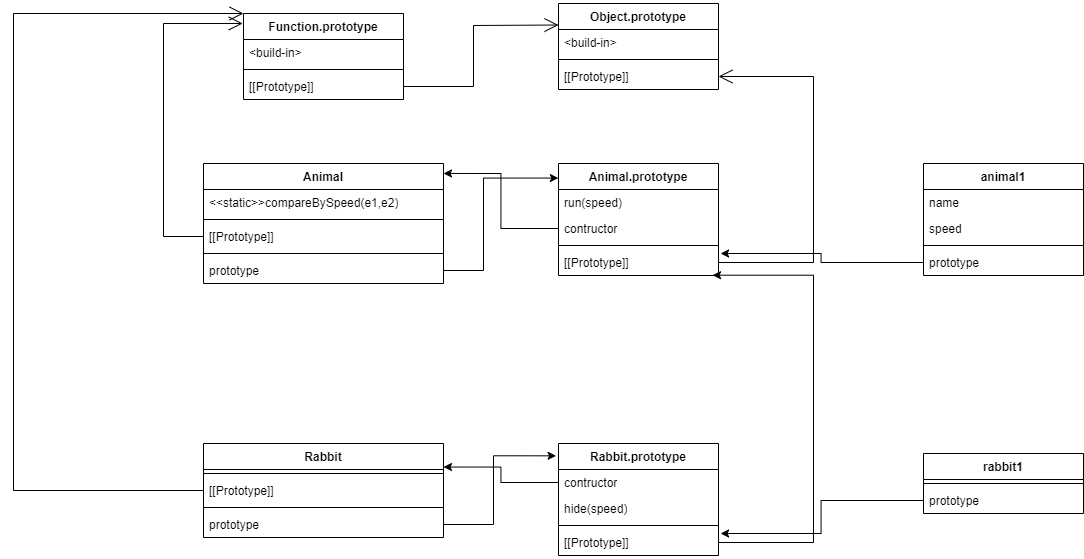 Function.prototype
<build-in>
[[Prototype]]
Object.prototype
<build-in>
[[Prototype]]
Animal
<<static>>compareBySpeed(e1,e2)
[[Prototype]]
prototype
Animal.prototype
run(speed)
contructor
[[Prototype]]
animal1
name
speed
prototype
Rabbit
[[Prototype]]
prototype
Rabbit.prototype
contructor
hide(speed)
[[Prototype]]
rabbit1
prototype